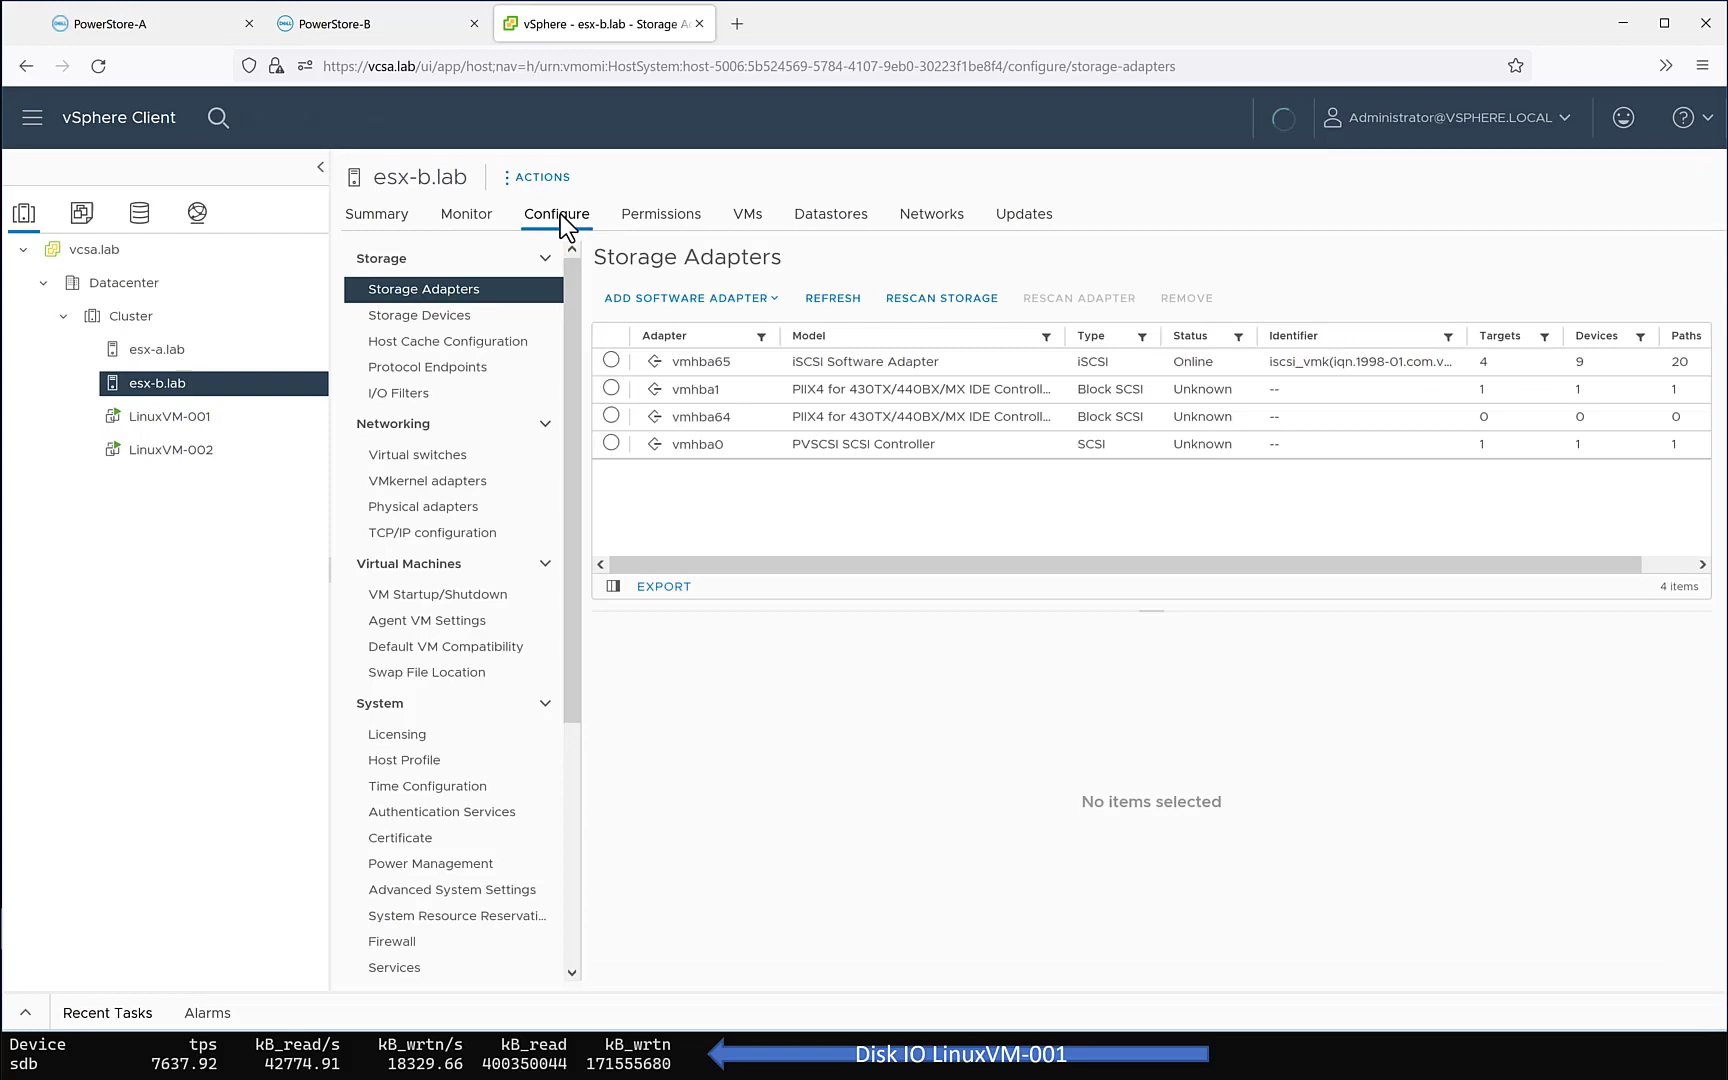 PowerStore-A
PowerStore-B
vSphere - esx-b.lab - Storage A
https://vcsa.lab/ui/app/host;nav=h/urn:vmomi:HostSystem:host-5006:5b524569-5784-4107-9eb0-30223f1be8f4/configure/storage-adapters
vSphere Client
Administrator@VSPHERE.LOCAL
vcsa.lab
Datacenter
Cluster
esx-a.lab
esx-b.lab
LinuxVM-001
LinuxVM-002
esx-b.lab
ACTIONS
Summary Monitor Configure Permissions VMs Datastores Networks Updates
Storage
Storage Adapters
Storage Devices
Host Cache Configuration
Protocol Endpoints
I/O Filters
Networking
Virtual switches
VMkernel adapters
Physical adapters
TCP/IP configuration
Virtual Machines
VM Startup/Shutdown
Agent VM Settings
Default VM Compatibility
Swap File Location
System
Licensing
Host Profile
Time Configuration
Authentication Services
Certificate
Power Management
Advanced System Settings
System Resource Reservati...
Firewall
Services
Storage Adapters
ADD SOFTWARE ADAPTER REFRESH RESCAN STORAGE RESCAN ADAPTER REMOVE
Adapter Model Type Status Identifier Targets Devices Paths
vmhba65 iSCSI Software Adapter iSCSI Online iscsi_vmk(iqn.1998-01.com.v... 4 9 20
vmhba1 PIIX4 for 430TX/440BX/MX IDE Controll... Block SCSI Unknown -- 1 1 1
vmhba64 PIIX4 for 430TX/440BX/MX IDE Controll... Block SCSI Unknown -- 0 0 0
vmhba0 PVSCSI SCSI Controller SCSI Unknown -- 1 1 1
EXPORT
4 items
No items selected
Recent Tasks Alarms
Device tps kB_read/s kB_wrtn/s kB_read kB_wrtn
sdb 7637.92 42774.91 18329.66 400350044 171555680
Disk IO LinuxVM-001